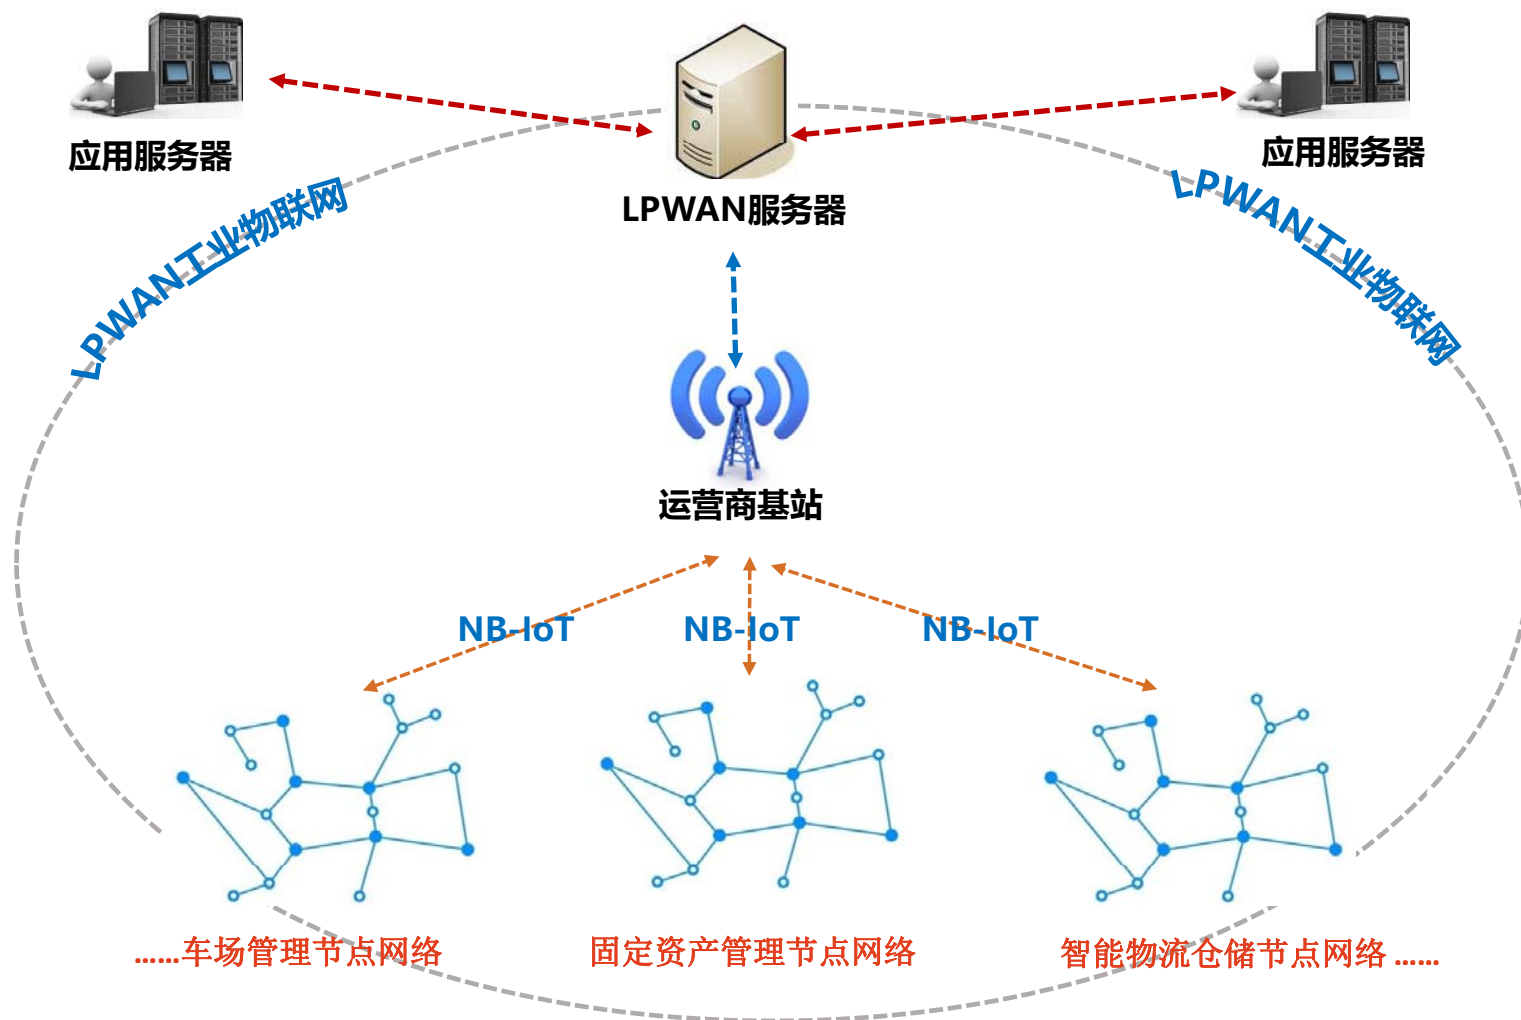 应用服务器
应用服务器
LPWAN服务器
LPWAN工业物联网
LPWAN工业物联网
运营商基站
NB-IoT
NB-IoT
NB-IoT
......车场管理节点网络
固定资产管理节点网络
智能物流仓储节点网络 ......